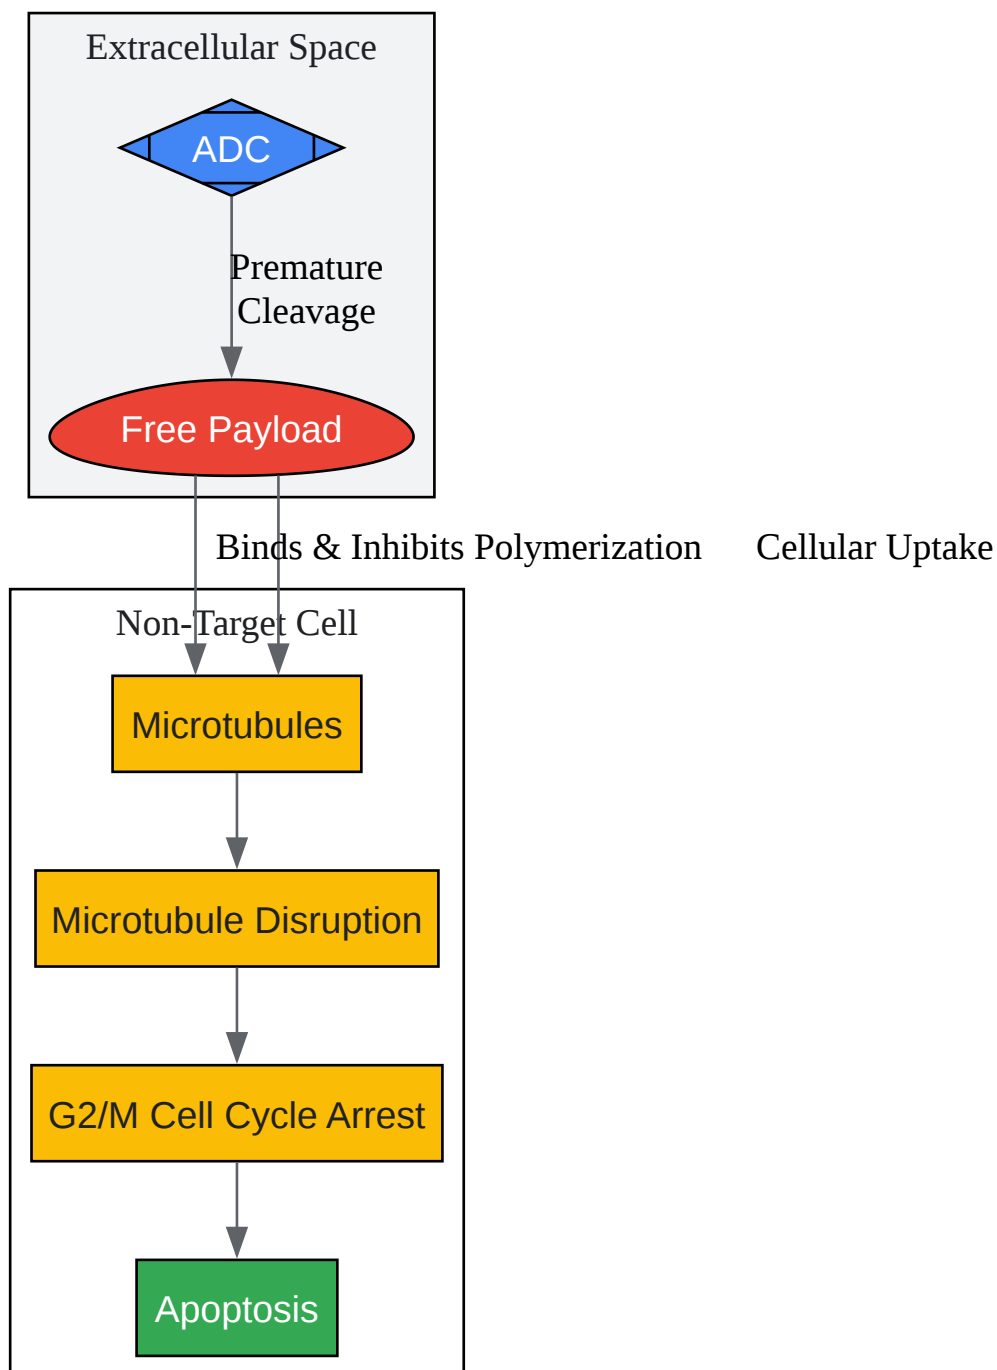 Extracellular Space
ADC
Premature
Cleavage
Free Payload
Binds & Inhibits Polymerization
Cellular Uptake
Non-Target Cell
Microtubules
Microtubule Disruption
G2/M Cell Cycle Arrest
Apoptosis